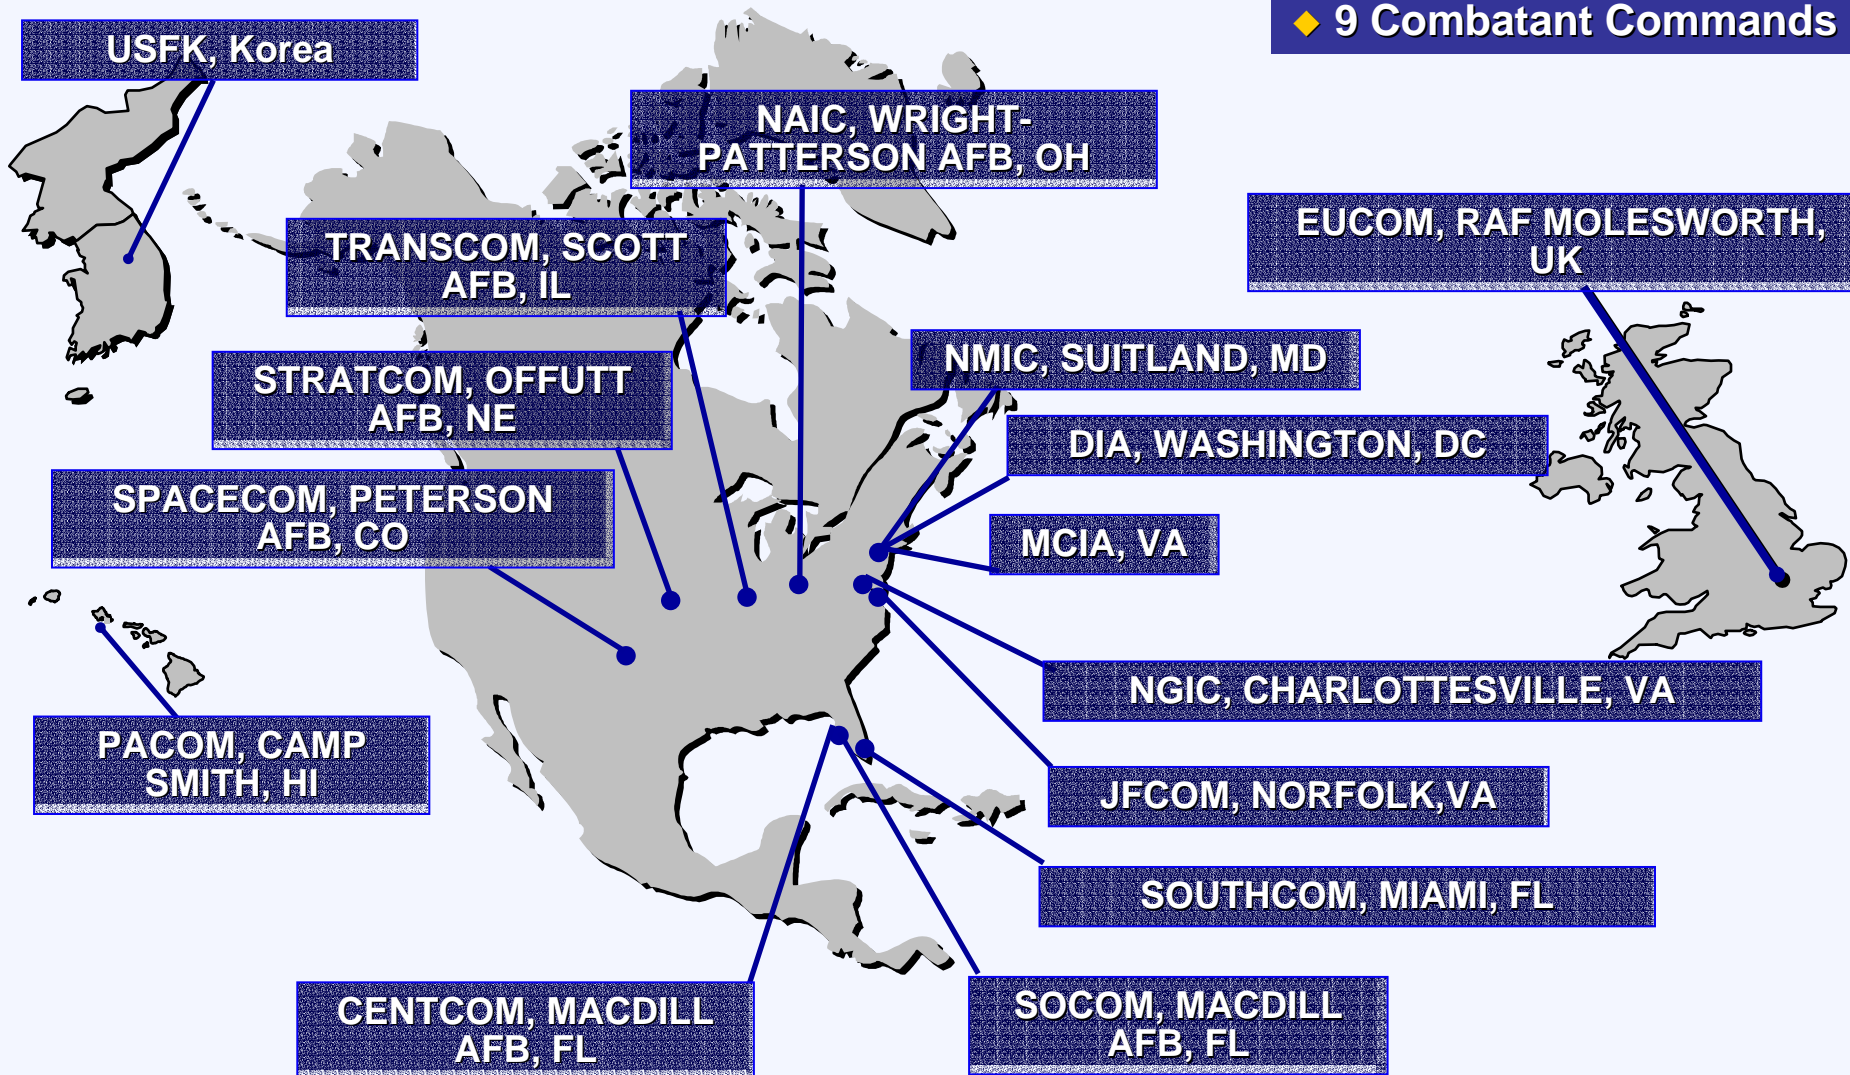 ◆ 9 Combatant Commands
USFK, Korea
NAIC, WRIGHT-
PATTERSON AFB, OH
EUCOM, RAF MOLESWORTH,
UK
TRANSCOM, SCOTT
AFB, IL
NMIC, SUITLAND, MD
STRATCOM, OFFUTT
AFB, NE
DIA, WASHINGTON, DC
SPACECOM, PETERSON
AFB, CO
MCIA, VA
NGIC, CHARLOTTESVILLE, VA
PACOM, CAMP
SMITH, HI
JFCOM, NORFOLK,VA
SOUTHCOM, MIAMI, FL
CENTCOM, MACDILL
AFB, FL
SOCOM, MACDILL
AFB, FL